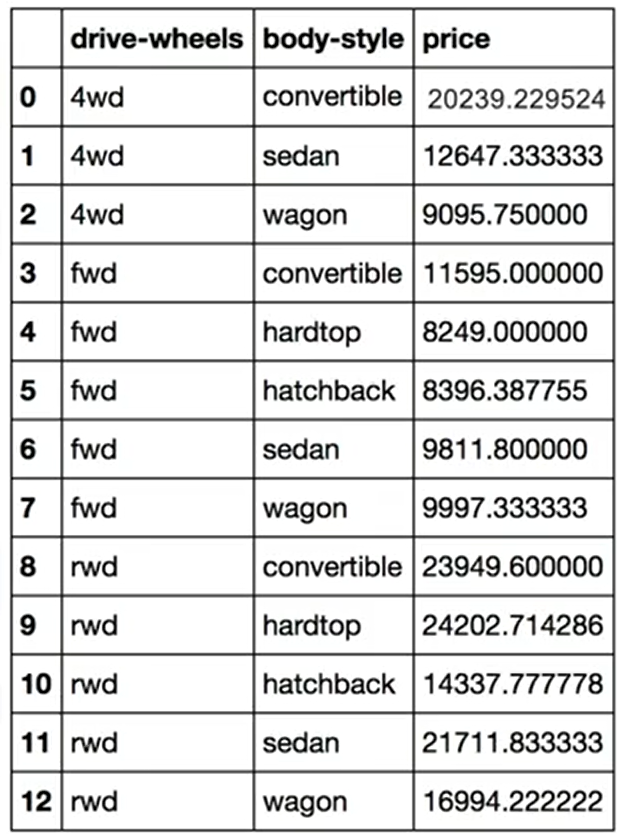 drive-wheels body-style price
0 4wd convertible 20239.229524
1 4wd sedan 12647.333333
2 4wd wagon 9095.750000
3 fwd convertible 11595.000000
4 fwd hardtop 8249.000000
5 fwd hatchback 8396.387755
6 fwd sedan 9811.800000
7 fwd wagon 9997.333333
8 rwd convertible 23949.600000
9 rwd hardtop 24202.714286
10 rwd hatchback 14337.777778
11 rwd sedan 21711.833333
12 rwd wagon 16994.222222